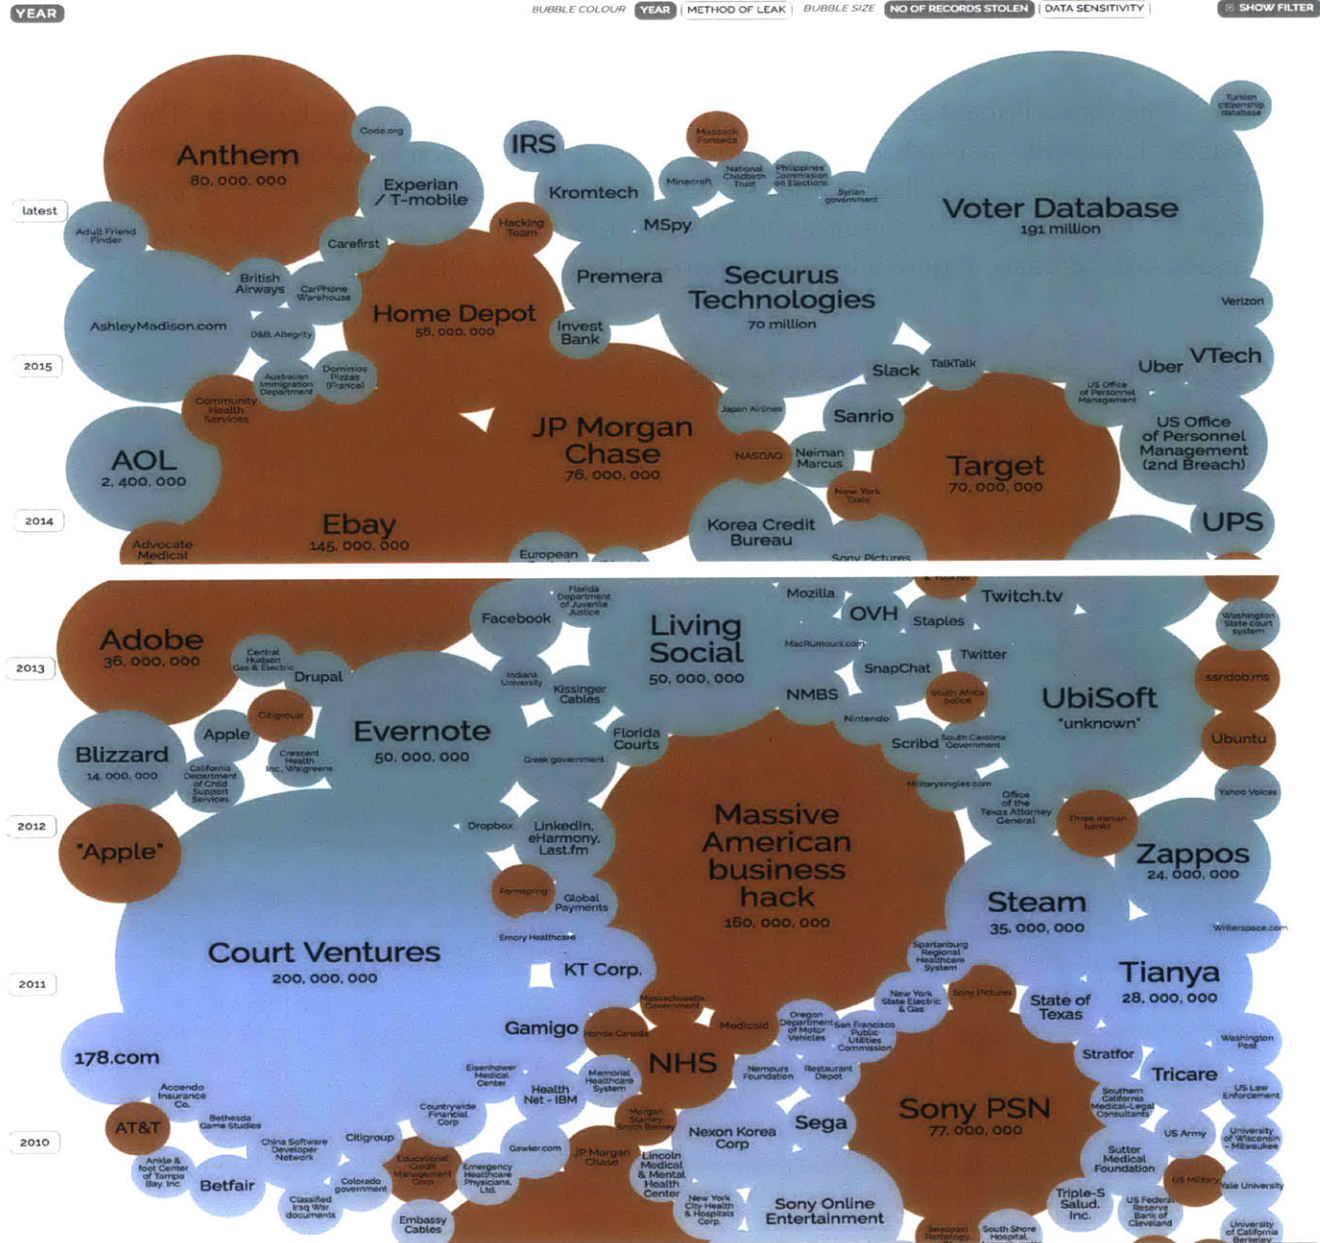 YEAR
BUBBLE COLOUR YEAR METHOD OF LEAK BUBBLE SIZE NO OF RECORDS STOLEN DATA SENSITIVITY SHOW FILTER
latest
2015
2014
2013
2012
2011
2010
Anthem
80, 000, 000
Code.org
Experian
/ T-mobile
IRS
Kromtech
Mossack
Fonseca
Minecraft
National
Childbirth
Trust
Philippines
Commission
on Elections
Syrian
government
Turkish
citizenship
database
Voter Database
191 million
Adult Friend
Finder
Carefirst
Hacking
Team
MSpy
British
Airways
CarPhone
Warehouse
Premera
Securus
Technologies
70 million
AshleyMadison.com
D&B, Altegrity
Home Depot
56, 000, 000
Invest
Bank
Verizon
VTech
Uber
Slack
TalkTalk
Australian
Immigration
Department
Dominios
Pizzas
(France)
US Office
of Personnel
Management
Community
Health
Services
Japan Airlines
Sanrio
JP Morgan
Chase
76, 000, 000
US Office
of Personnel
Management
(2nd Breach)
AOL
2, 400, 000
NASDAQ
Neiman
Marcus
Target
70, 000, 000
New York
Taxis
Ebay
145, 000, 000
Korea Credit
Bureau
UPS
Advocate
Medical
European
Sony Pictures
Adobe
36, 000, 000
Facebook
Florida
Department
of Juvenile
Justice
Living
Social
50, 000, 000
Mozilla
OVH
Staples
Twitch.tv
Washington
State court
system
MacRumours.com
Central
Hudson
Gas & Electric
Drupal
Indiana
University
Kissinger
Cables
SnapChat
Twitter
NMBS
South Africa
police
UbiSoft
"unknown"
ssndob.ms
Citigroup
Apple
Evernote
50, 000, 000
Nintendo
Florida
Courts
Scribd
South Carolina
Government
Ubuntu
Blizzard
14, 000, 000
Crescent
Health
Inc., Walgreens
California
Department
of Child
Support
Services
Greek government
Militarysingles.com
Office
of the
Texas Attorney
General
Yahoo Voices
Three Iranian
banks
Dropbox
LinkedIn,
eHarmony,
Last.fm
Massive
American
business
hack
160, 000, 000
"Apple"
Zappos
24, 000, 000
Formspring
Global
Payments
Steam
35, 000, 000
Writerspace.com
Emory Healthcare
Court Ventures
200, 000, 000
KT Corp.
Spartanburg
Regional
Healthcare
System
Tianya
28, 000, 000
Massachusetts
Government
New York
State Electric
& Gas
Sony Pictures
State of
Texas
Gamigo
Honda Canada
Medicaid
Oregon
Department
of Motor
Vehicles
San Francisco
Public
Utilities
Commission
Washington
Post
178.com
NHS
Stratfor
Tricare
Eisenhower
Medical
Center
Memorial
Healthcare
System
Nemours
Foundation
Restaurant
Depot
Accendo
Insurance
Co.
Health
Net - IBM
Southern
California
Medical-Legal
Consultants
US Law
Enforcement
AT&T
Bethesda
Game Studios
Countrywide
Financial
Corp
Morgan
Stanley
Smith Barney
Nexon Korea
Corp
Sega
Sony PSN
77, 000, 000
US Army
University
of Wisconsin
- Milwaukee
China Software
Developer
Network
Citigroup
Gawker.com
JP Morgan
Chase
Ankle &
foot Center
of Tampa
Bay, Inc
Betfair
Colorado
government
Educational
Credit
Management
Corp
Emergency
Healthcare
Physicians,
Ltd.
Lincoln
Medical
& Mental
Health
Center
Sutter
Medical
Foundation
US Military
Yale University
Classified
Iraq War
documents
Embassy
Cables
New York
City Health
& Hospitals
Corp.
Sony Online
Entertainment
Triple-S
Salud,
Inc.
US Federal
Reserve
Bank of
Cleveland
Seacoast
Radiology,
South Shore
Hospital,
University
of California
Berkeley